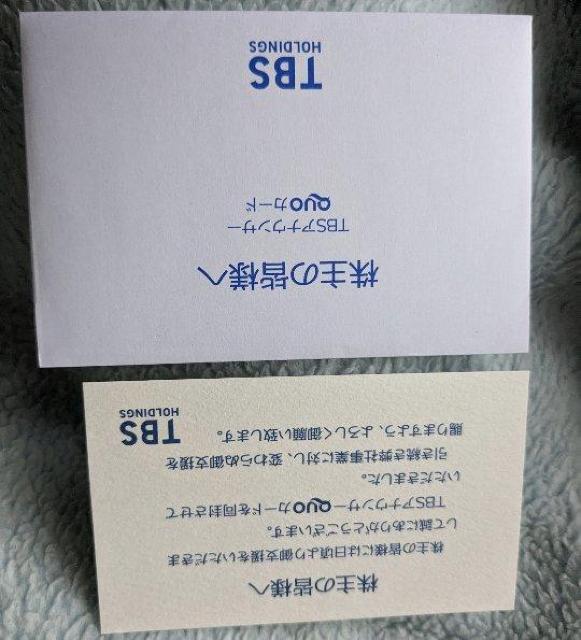 株主の皆様へ
TBSアナウンサー
QUOカード
TBS
HOLDINGS
株主の皆様へ
株主の皆様には日頃より御支援をいただきま
して誠にありがとうございます。
TBSアナウンサーQUOカードを同封させて
いただきました。
引き続き弊社事業に対し、変わらぬ御支援を
賜りますよう、よろしく御願い致します。
TBS
HOLDINGS